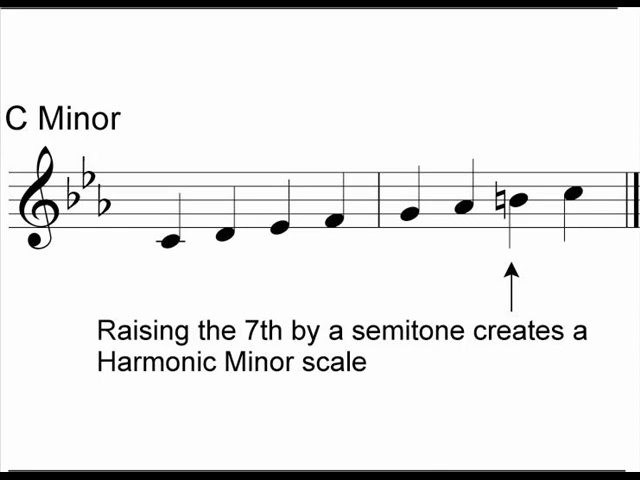 C Minor
Raising the 7th by a semitone creates a
Harmonic Minor scale